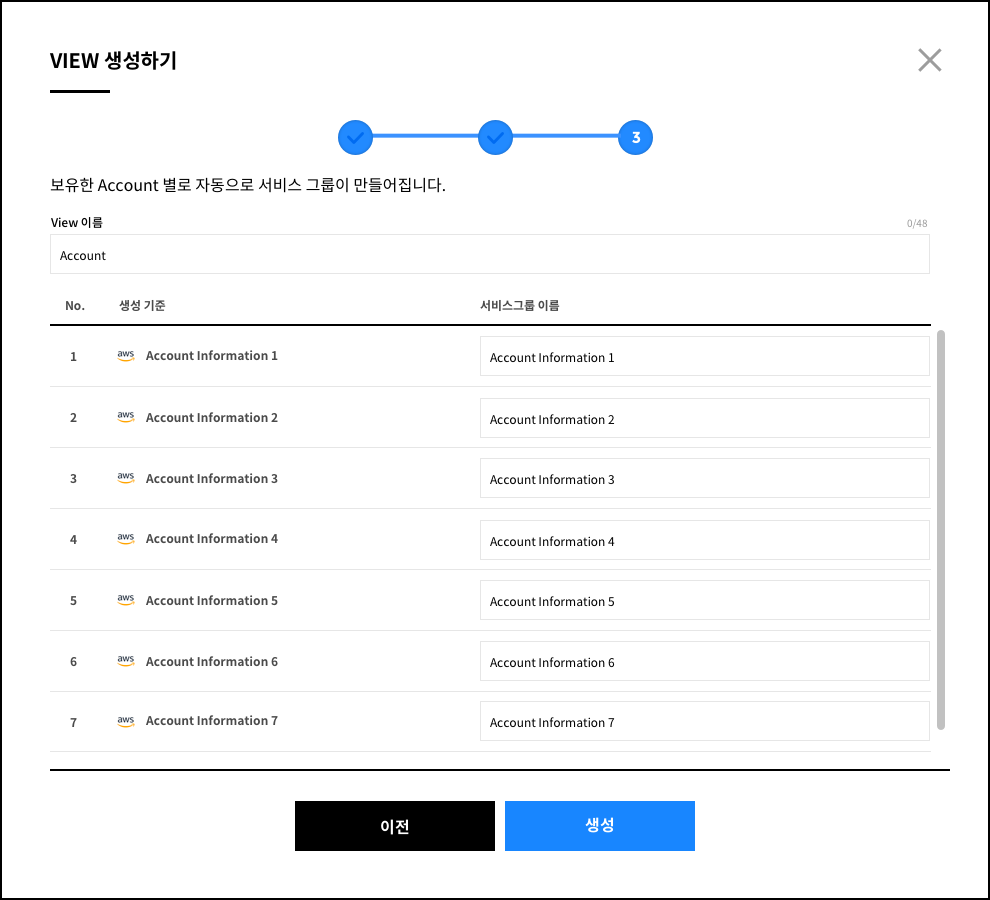 VIEW 생성하기
3
보유한 Account 별로 자동으로 서비스 그룹이 만들어집니다.
View 이름
0/48
Account
No. 생성 기준 서비스그룹 이름
1 aws Account Information 1 Account Information 1
2 aws Account Information 2 Account Information 2
3 aws Account Information 3 Account Information 3
4 aws Account Information 4 Account Information 4
5 aws Account Information 5 Account Information 5
6 aws Account Information 6 Account Information 6
7 aws Account Information 7 Account Information 7
이전 생성